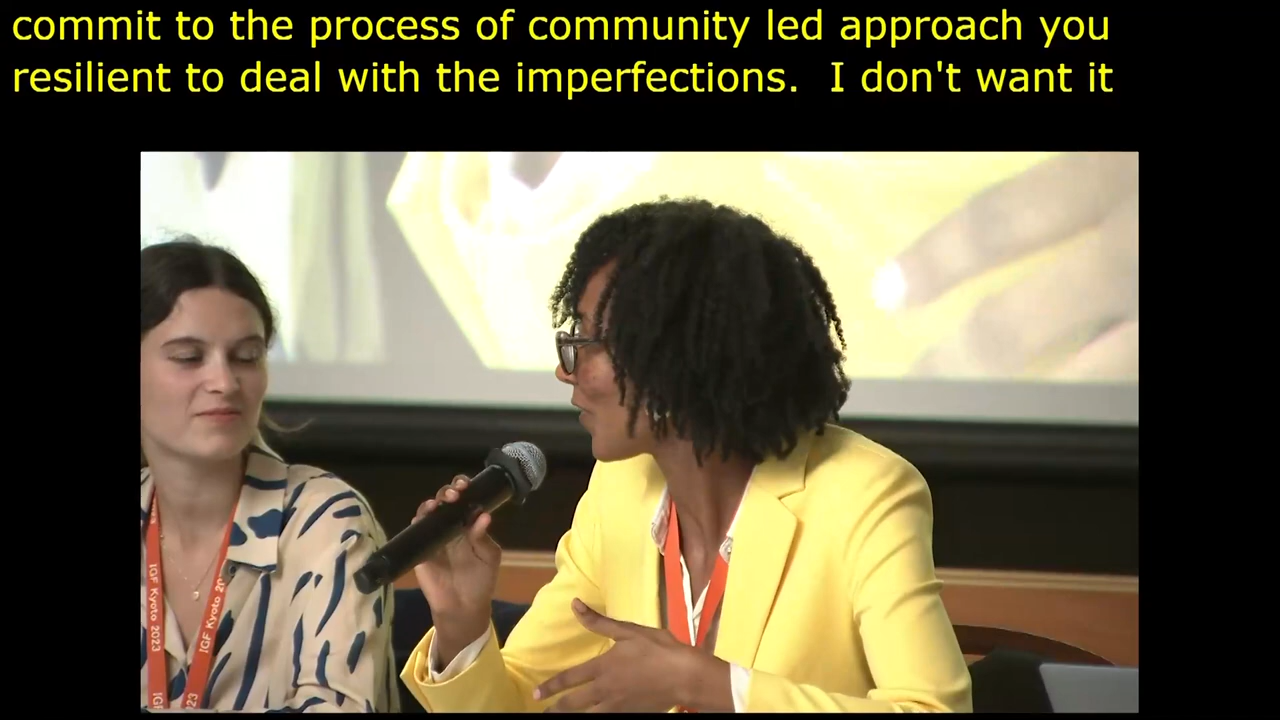 commit to the process of community led approach you
resilient to deal with the imperfections.  I don't want it
IGF Kyoto 2023
IGF Kyoto 20
23